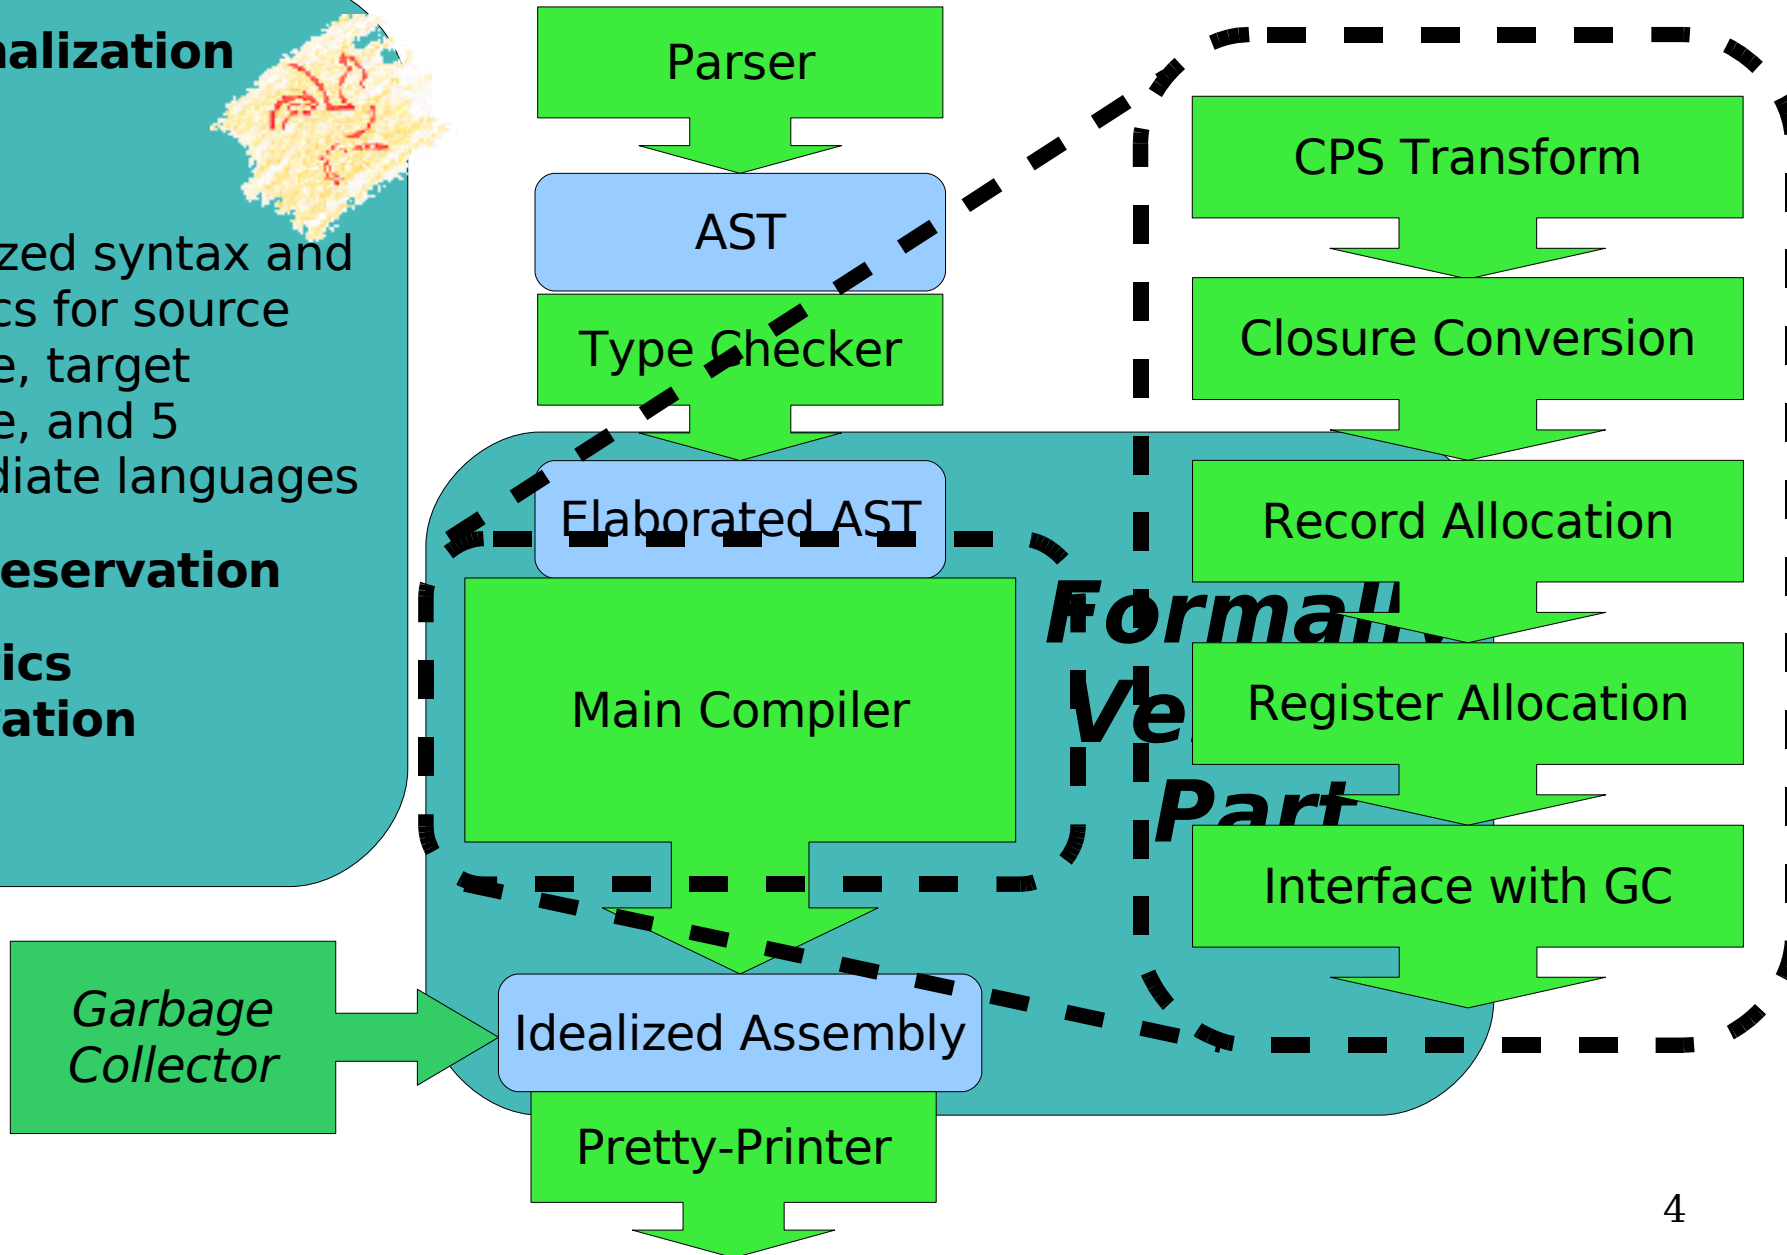 nalization
zed syntax and
cs for source
e, target
e, and 5
diate languages
eservation
ics
ation
Parser
AST
Type Checker
Elaborated AST
Main Compiler
Idealized Assembly
Pretty-Printer
Garbage
Collector
Formally
Ve
Part
CPS Transform
Closure Conversion
Record Allocation
Register Allocation
Interface with GC
4